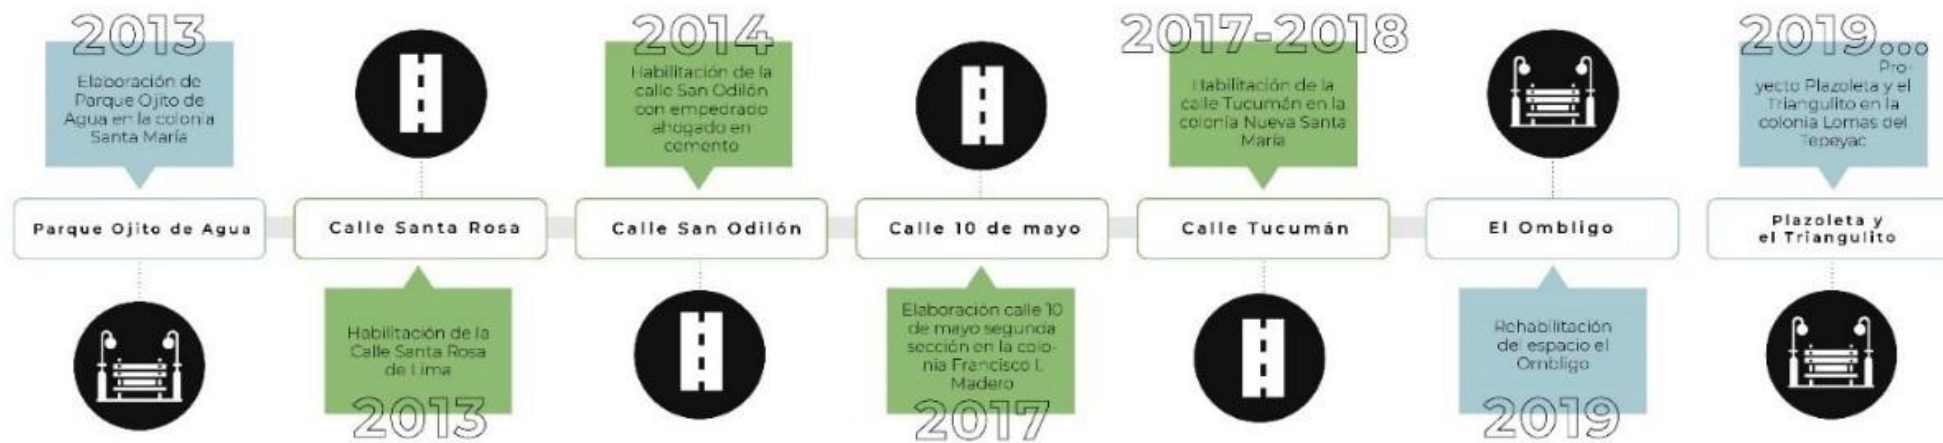 2013
Elaboración de
Parque Ojito de
Agua en la colonia
Santa María
Parque Ojito de Agua
Calle Santa Rosa
Habilitación de la
Calle Santa Rosa
de Lima
2013
2014
Habilitación de la
calle San Odilón
con empedrado
ahogado en
cemento
Calle San Odilón
Calle 10 de mayo
Elaboración calle 10
de mayo segunda
sección en la colo-
nia Francisco I.
Madero
2017
2017-2018
Habilitación de la
calle Tucumán en la
colonia Nueva Santa
María
Calle Tucumán
El Ombligo
Rehabilitación
del espacio el
Ombligo
2019
2019...
Pro-
yecto Plazoleta y el
Triangulito en la
colonia Lomas del
Tepeyac
Plazoleta y
el Triangulito